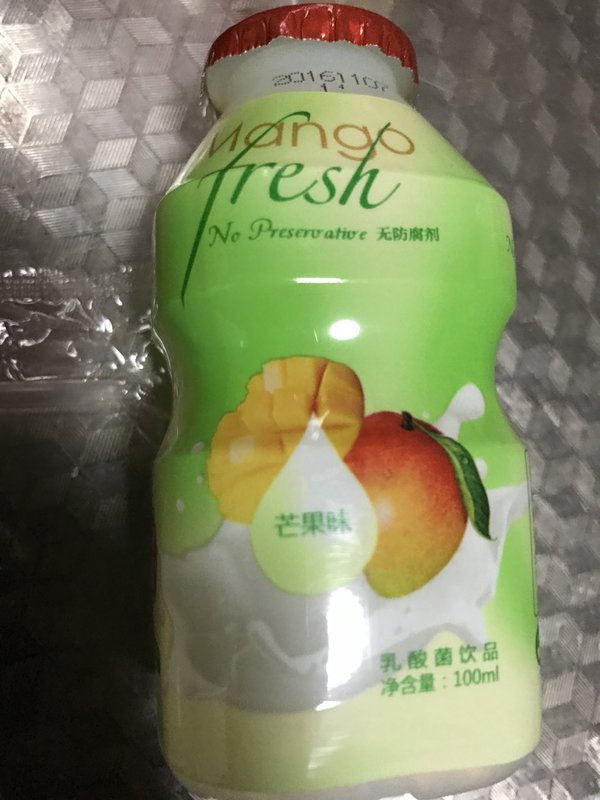 20161107
Mango
fresh
No Preservative 无防腐剂
芒果味
乳酸菌饮品
净含量：100ml